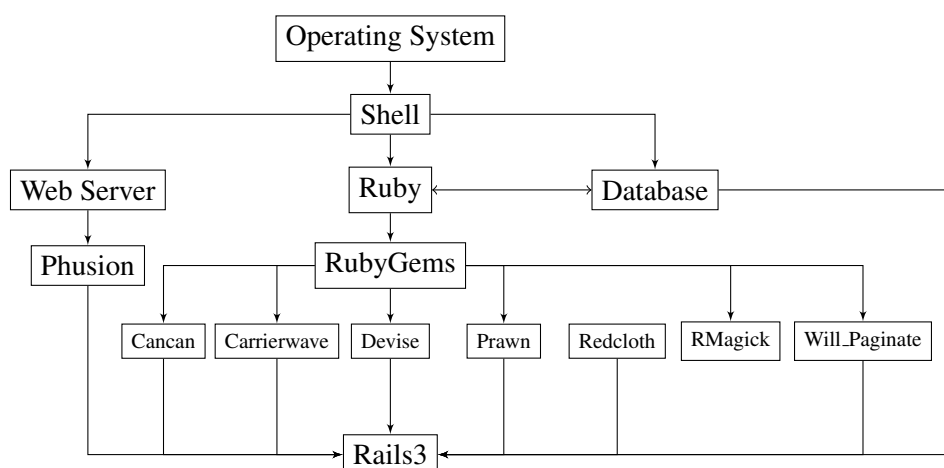 Operating System
Shell
Web Server
Ruby
Database
Phusion
RubyGems
Cancan
Carrierwave
Devise
Prawn
Redcloth
RMagick
Will_Paginate
Rails3